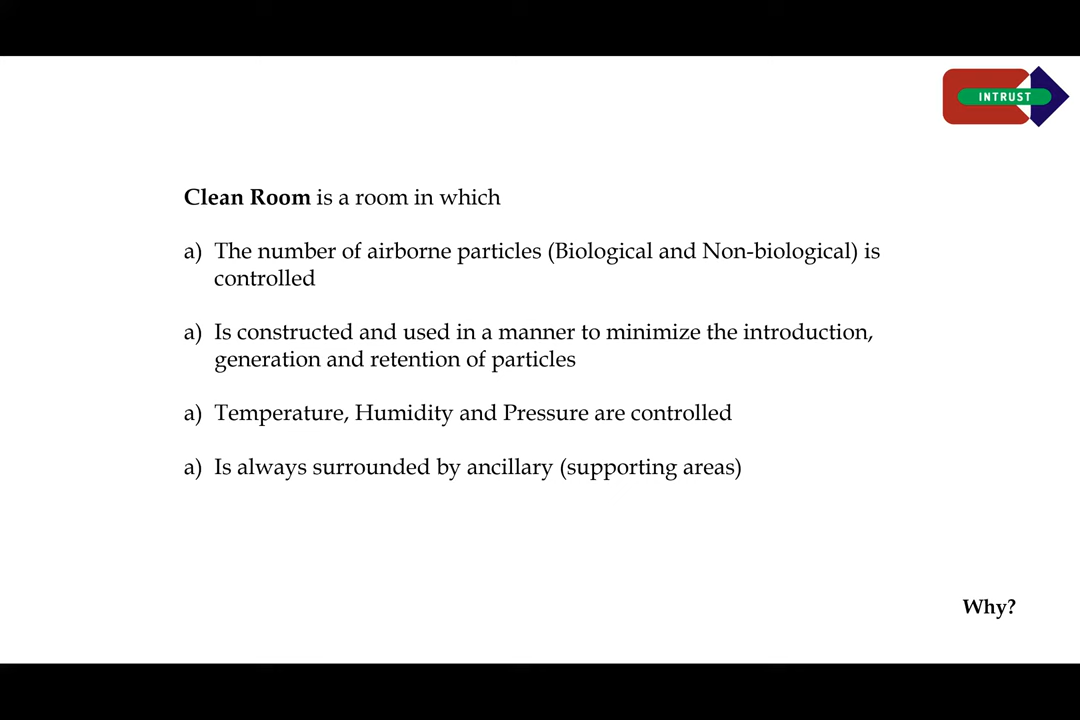 INTRUST
Clean Room is a room in which
a) The number of airborne particles (Biological and Non-biological) is
controlled
a) Is constructed and used in a manner to minimize the introduction,
generation and retention of particles
a) Temperature, Humidity and Pressure are controlled
a) Is always surrounded by ancillary (supporting areas)
Why?